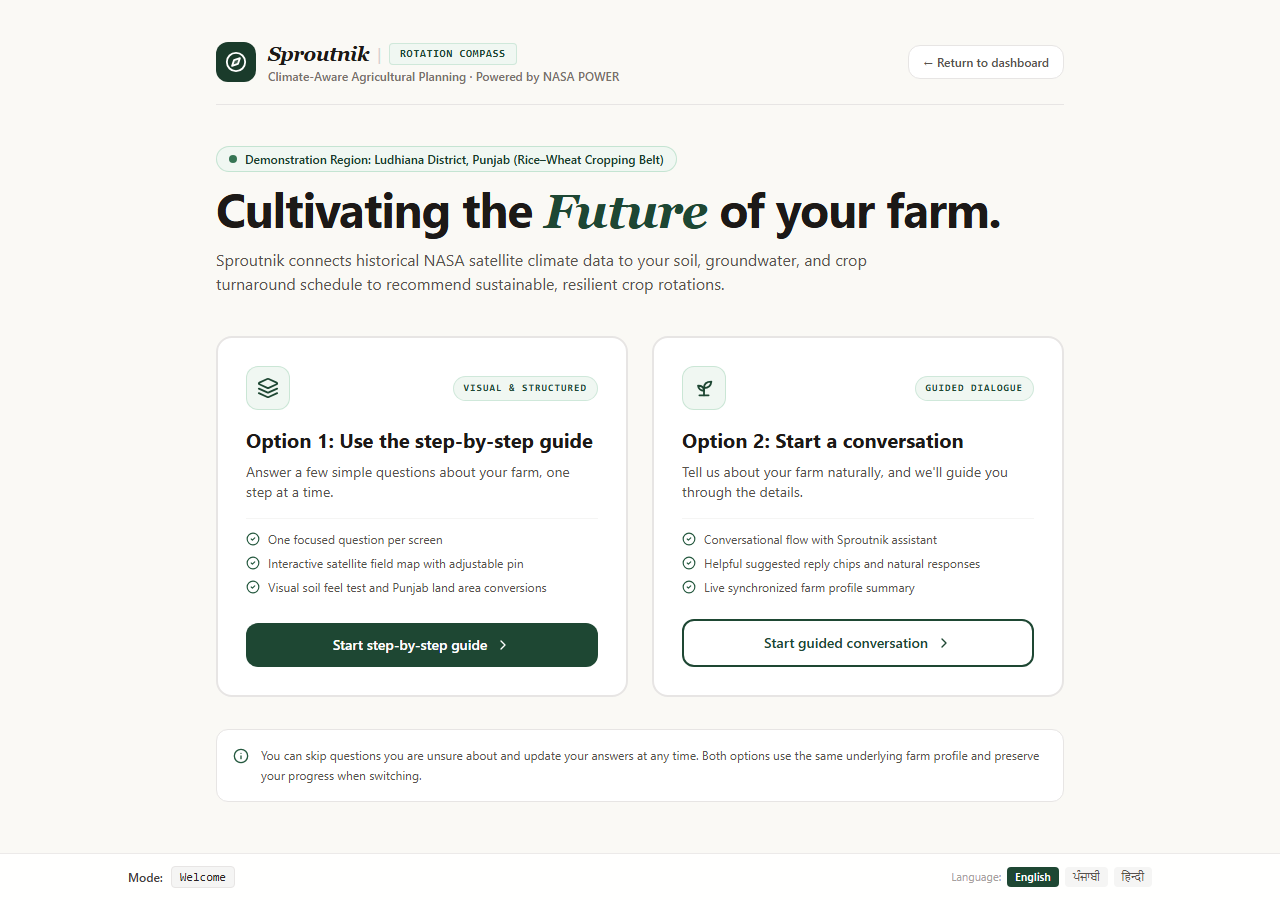 Sproutnik | ROTATION COMPASS
Climate-Aware Agricultural Planning · Powered by NASA POWER
← Return to dashboard
Demonstration Region: Ludhiana District, Punjab (Rice–Wheat Cropping Belt)
Cultivating the Future of your farm.
Sproutnik connects historical NASA satellite climate data to your soil, groundwater, and crop
turnaround schedule to recommend sustainable, resilient crop rotations.
VISUAL & STRUCTURED
Option 1: Use the step-by-step guide
Answer a few simple questions about your farm, one
step at a time.
One focused question per screen
Interactive satellite field map with adjustable pin
Visual soil feel test and Punjab land area conversions
Start step-by-step guide
GUIDED DIALOGUE
Option 2: Start a conversation
Tell us about your farm naturally, and we'll guide you
through the details.
Conversational flow with Sproutnik assistant
Helpful suggested reply chips and natural responses
Live synchronized farm profile summary
Start guided conversation
You can skip questions you are unsure about and update your answers at any time. Both options use the same underlying farm profile and preserve
your progress when switching.
Mode: Welcome
Language: English ਪੰਜਾਬੀ हिन्दी